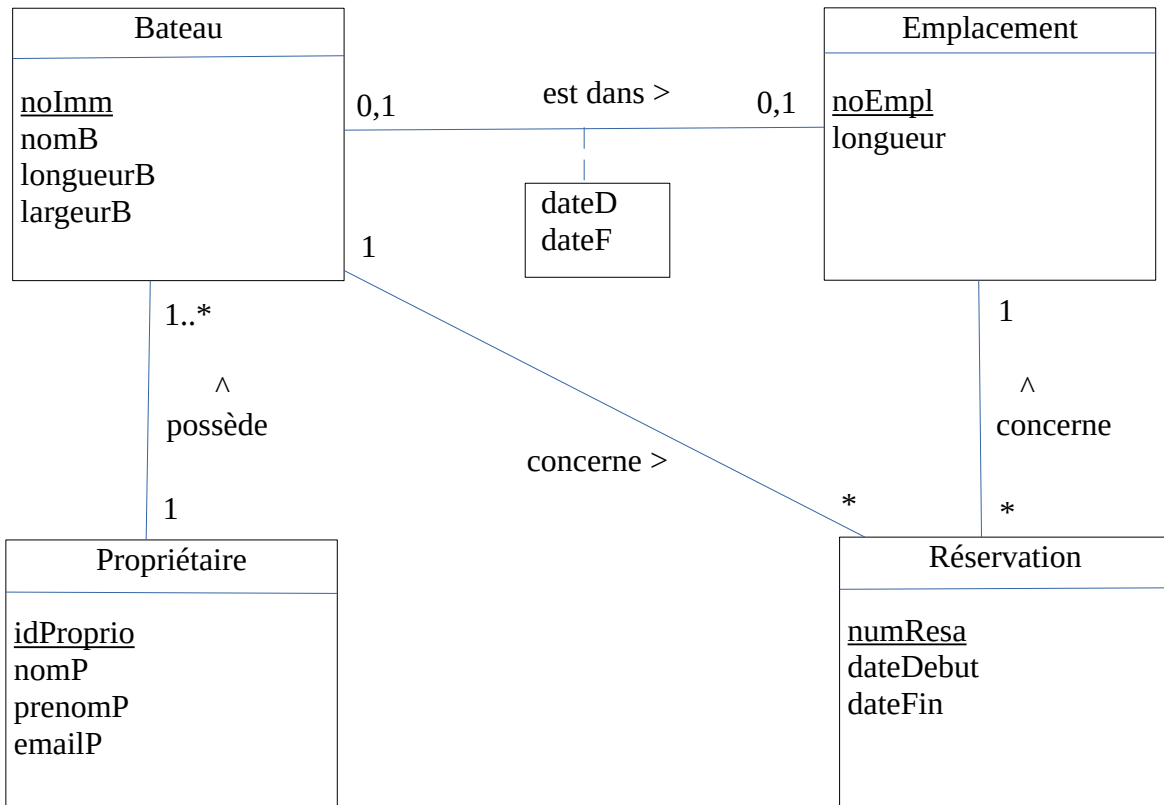 Bateau
noImm
nomB
longueurB
largeurB
0,1
est dans >
0,1
dateD
dateF
Emplacement
noEmpl
longueur
1
1..*
^
possède
1
concerne >
*
1
^
concerne
*
Propriétaire
idProprio
nomP
prenomP
emailP
Réservation
numResa
dateDebut
dateFin